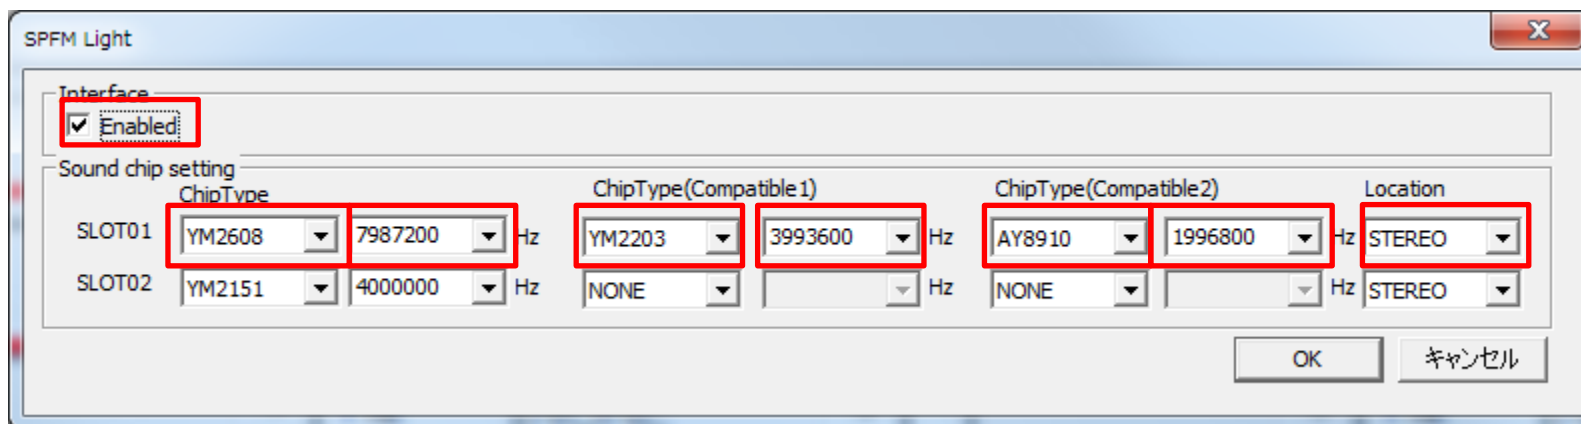 SPFM Light
Interface
Enabled
Sound chip setting
ChipType ChipType(Compatible1) ChipType(Compatible2) Location
SLOT01 YM2608 7987200 Hz YM2203 3993600 Hz AY8910 1996800 Hz STEREO
SLOT02 YM2151 4000000 Hz NONE Hz NONE Hz STEREO
OK キャンセル